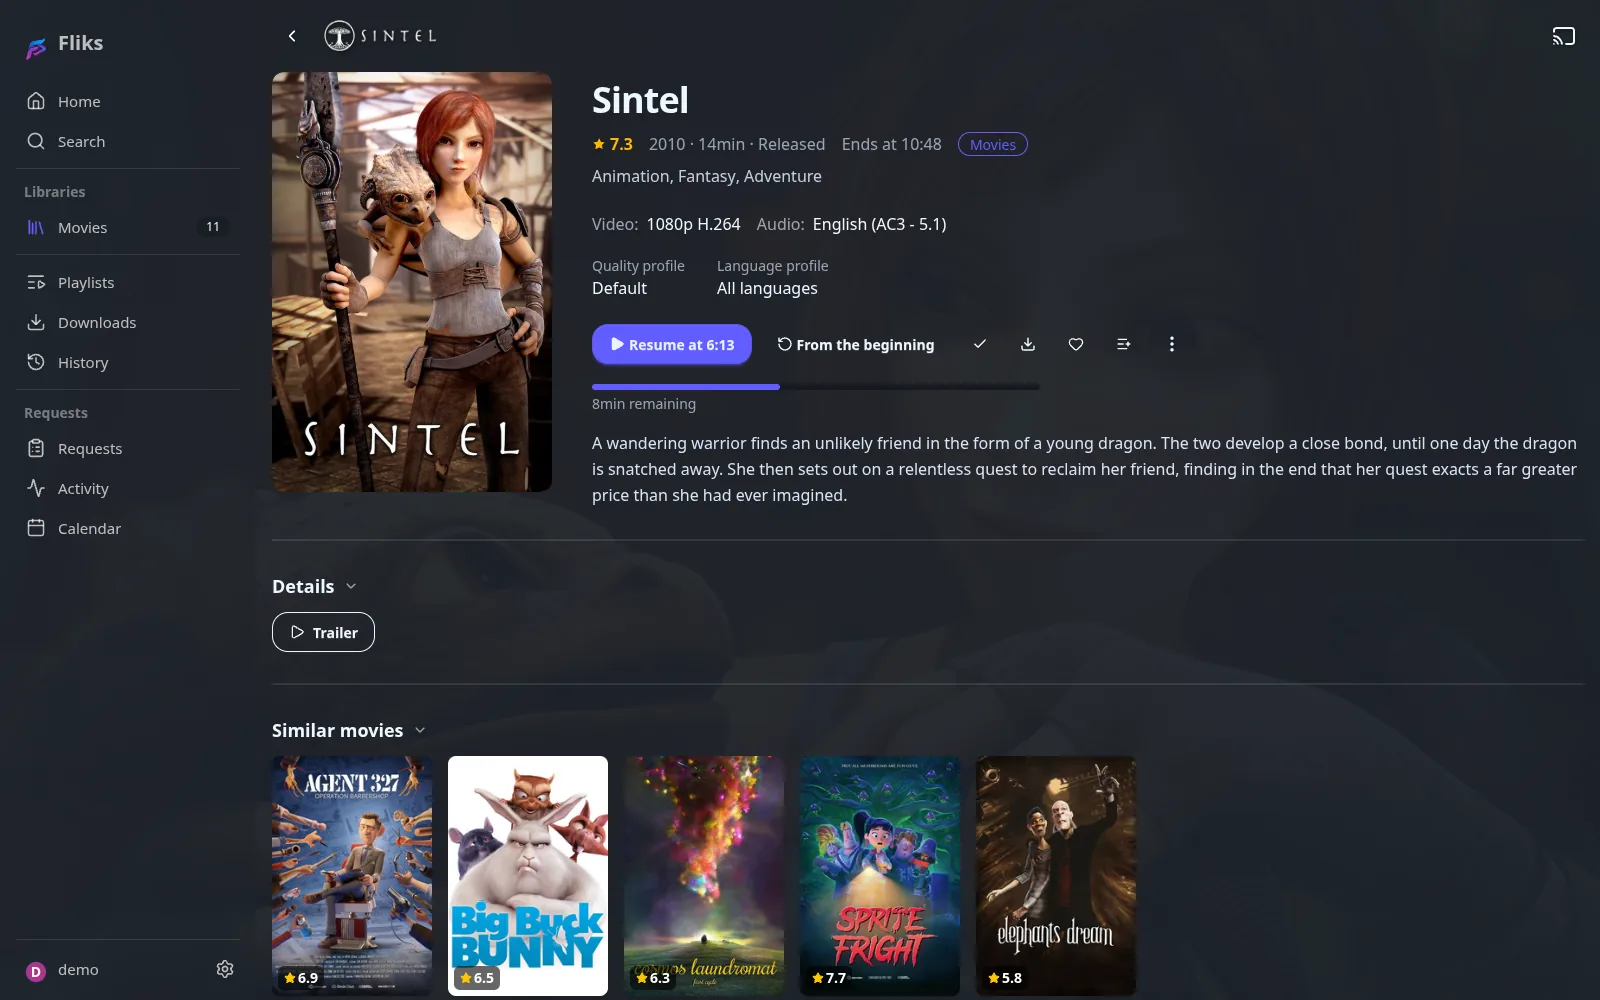 Fliks
Home
Search
Libraries
Movies 11
Playlists
Downloads
History
Requests
Requests
Activity
Calendar
D demo
SINTEL
SINTEL
Sintel
7.3 2010 · 14min · Released Ends at 10:48 Movies
Animation, Fantasy, Adventure
Video: 1080p H.264 Audio: English (AC3 - 5.1)
Quality profile Language profile
Default All languages
Resume at 6:13 From the beginning
8min remaining
A wandering warrior finds an unlikely friend in the form of a young dragon. The two develop a close bond, until one day the dragon
is snatched away. She then sets out on a relentless quest to reclaim her friend, finding in the end that her quest exacts a far greater
price than she had ever imagined.
Details
Trailer
Similar movies
AGENT 327
OPERATION BARBERSHOP
6.9
Big Buck
BUNNY
6.5
cosmos laundromat
first cycle
6.3
SPRITE
FRIGHT
7.7
elephants dream
5.8